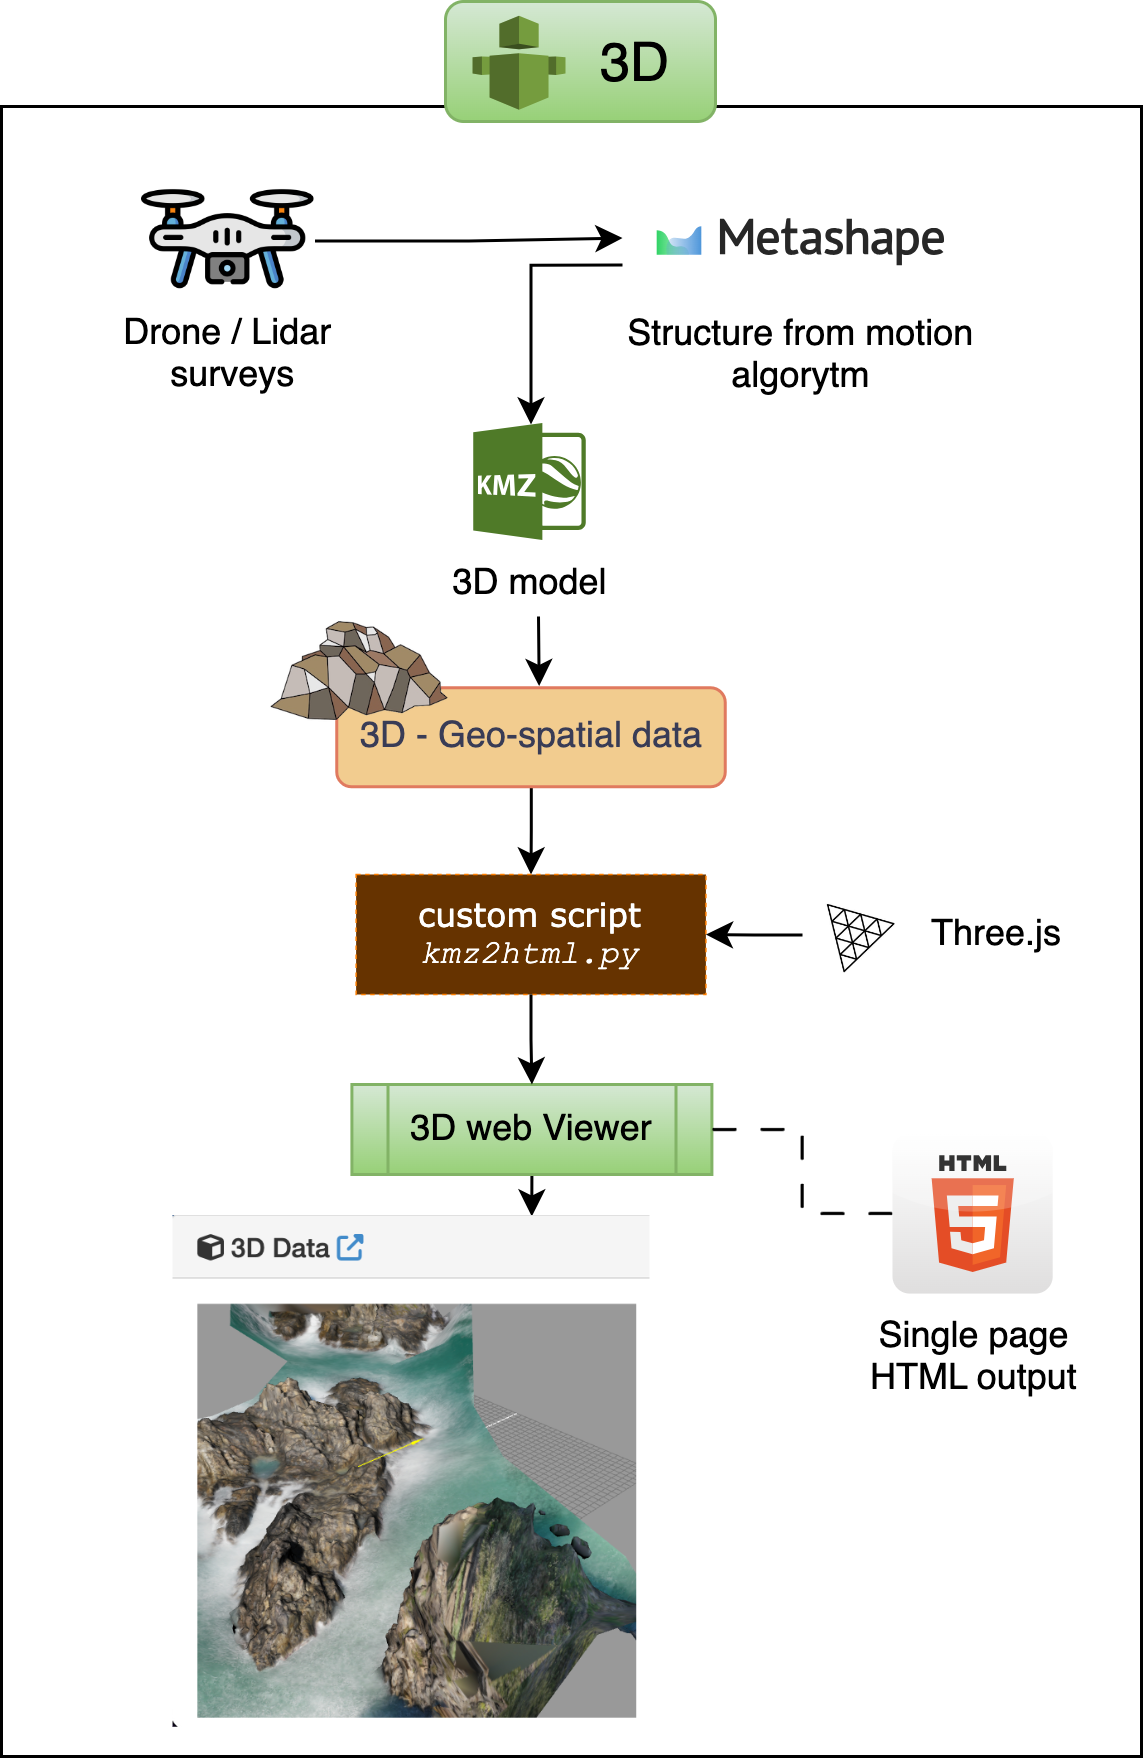 3D
Metashape
Drone / Lidar
surveys
Structure from motion
algorytm
KMZ
3D model
3D - Geo-spatial data
custom script
kmz2html.py
Three.js
3D web Viewer
HTML
5
3D Data
Single page
HTML output